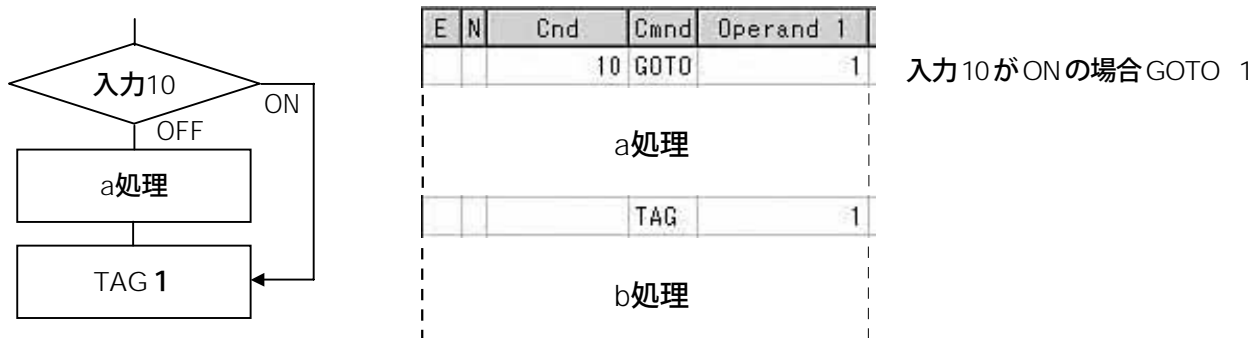 入力10
ON
OFF
a処理
TAG 1
E N Cnd Cmnd Operand 1
10 GOTO 1
a処理
TAG 1
b処理
入力10がONの場合GOTO 1